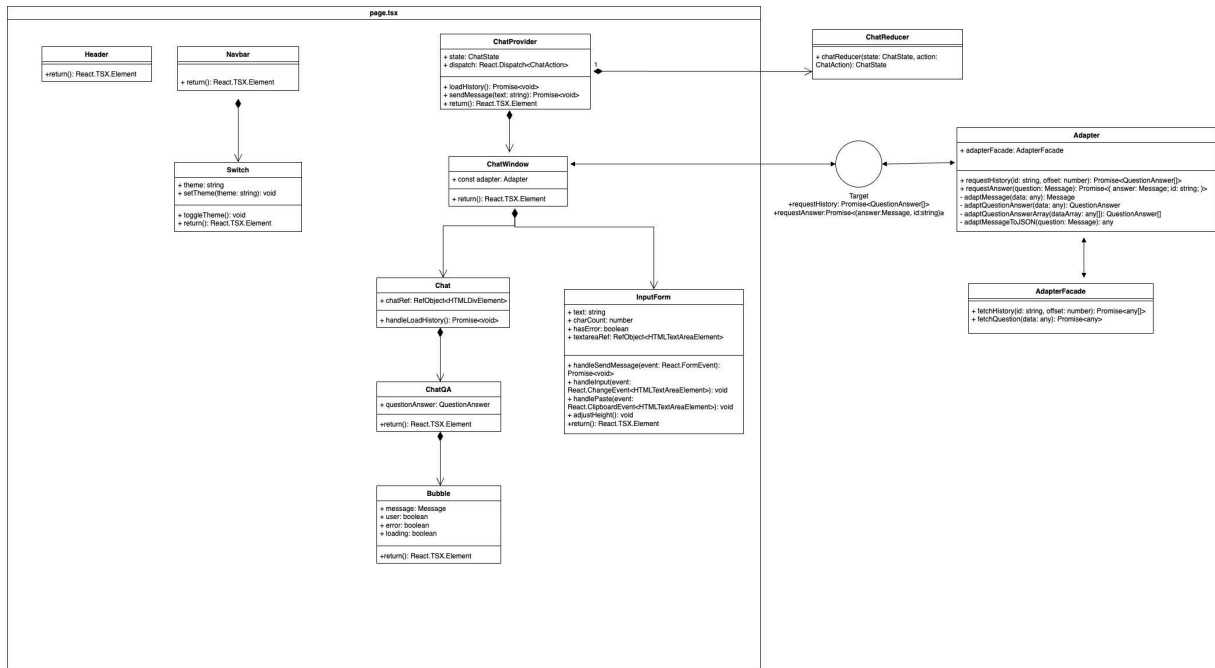 page.tsx
Header
+return(): React.TSX.Element
Navbar
+ return(): React.TSX.Element
Switch
+ theme: string
+ setTheme(theme: string): void
+ toggleTheme(): void
+ return(): React.TSX.Element
ChatProvider
+ state: ChatState
+ dispatch: React.Dispatch<ChatAction>
+ loadHistory(): Promise<void>
+ sendMessage(text: string): Promise<void>
+ return(): React.TSX.Element
1
ChatReducer
+ chatReducer(state: ChatState, action:
ChatAction): ChatState
ChatWindow
+ const adapter: Adapter
+ return(): React.TSX.Element
Target
+requestHistory: Promise<QuestionAnswer[]>
+requestAnswer:Promise<{answer:Message, id:string}≥
Adapter
+ adapterFacade: AdapterFacade
+ requestHistory(id: string, offset: number): Promise<QuestionAnswer[]>
+ requestAnswer(question: Message): Promise<{ answer: Message; id: string; }>
- adaptMessage(data: any): Message
- adaptQuestionAnswer(data: any): QuestionAnswer
- adaptQuestionAnswerArray(dataArray: any[]): QuestionAnswer[]
- adaptMessageToJSON(question: Message): any
AdapterFacade
+ fetchHistory(id: string, offset: number): Promise<any[]>
+ fetchQuestion(data: any): Promise<any>
Chat
+ chatRef: RefObject<HTMLDivElement>
+ handleLoadHistory(): Promise<void>
InputForm
+ text: string
+ charCount: number
+ hasError: boolean
+ textareaRef: RefObject<HTMLTextAreaElement>
+ handleSendMessage(event: React.FormEvent):
Promise<void>
+ handleInput(event:
React.ChangeEvent<HTMLTextAreaElement>): void
+ handlePaste(event:
React.ClipboardEvent<HTMLTextAreaElement>): void
+ adjustHeight(): void
+return(): React.TSX.Element
ChatQA
+ questionAnswer: QuestionAnswer
+return(): React.TSX.Element
Bubble
+ message: Message
+ user: boolean
+ error: boolean
+ loading: boolean
+return(): React.TSX.Element